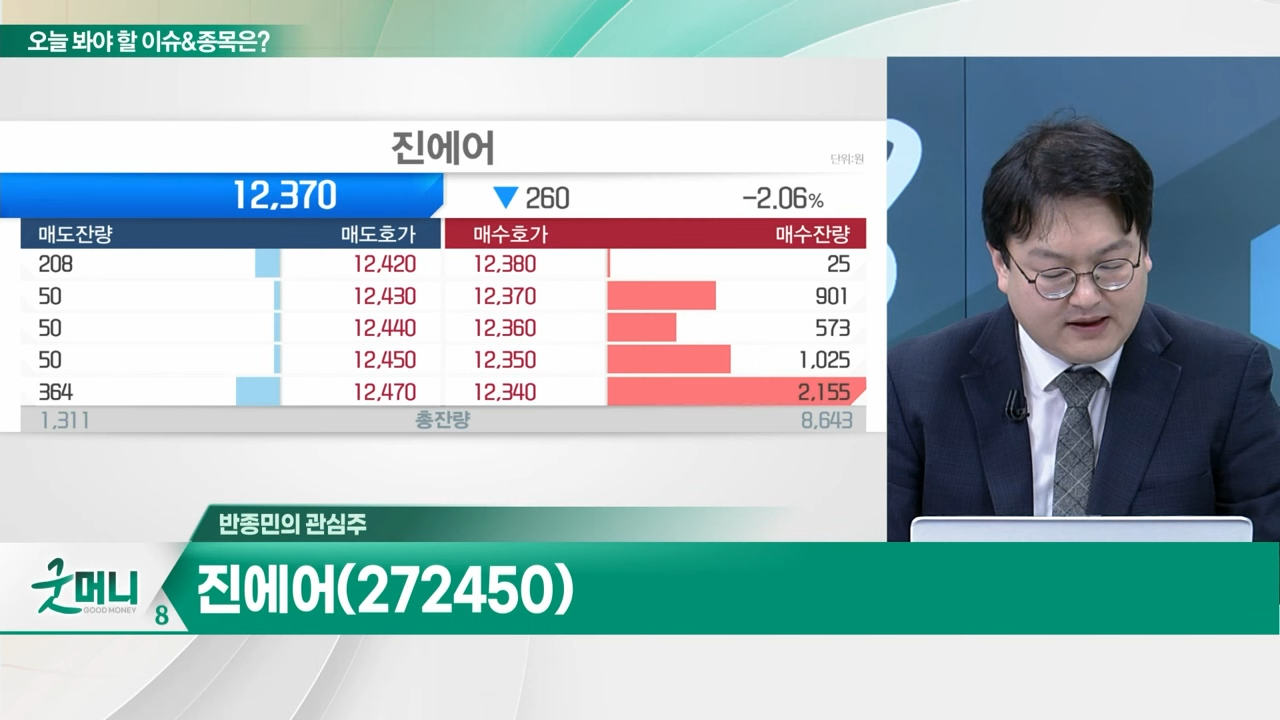 오늘 봐야 할 이슈&종목은?
진에어
단위:원
12,370 ▼ 260 -2.06%
매도잔량 매도호가 매수호가 매수잔량
208 12,420 12,380 25
50 12,430 12,370 901
50 12,440 12,360 573
50 12,450 12,350 1,025
364 12,470 12,340 2,155
1,311 총잔량 8,643
반종민의 관심주
굿머니
GOOD MONEY
8
진에어(272450)